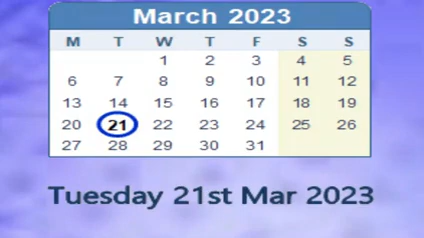 March 2023
M T W T F S S
1 2 3 4 5
6 7 8 9 10 11 12
13 14 15 16 17 18 19
20 21 22 23 24 25 26
27 28 29 30 31
Tuesday 21st Mar 2023